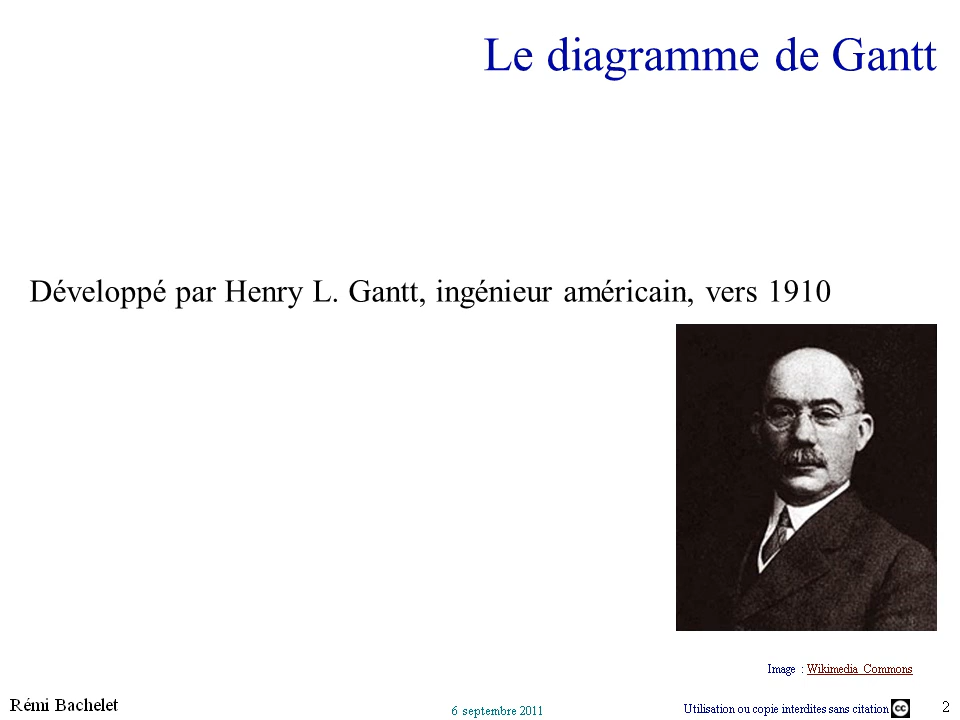 Le diagramme de Gantt
Développé par Henry L. Gantt, ingénieur américain, vers 1910
Image : Wikimedia Commons
Rémi Bachelet
6 septembre 2011
Utilisation ou copie interdites sans citation
cc
2